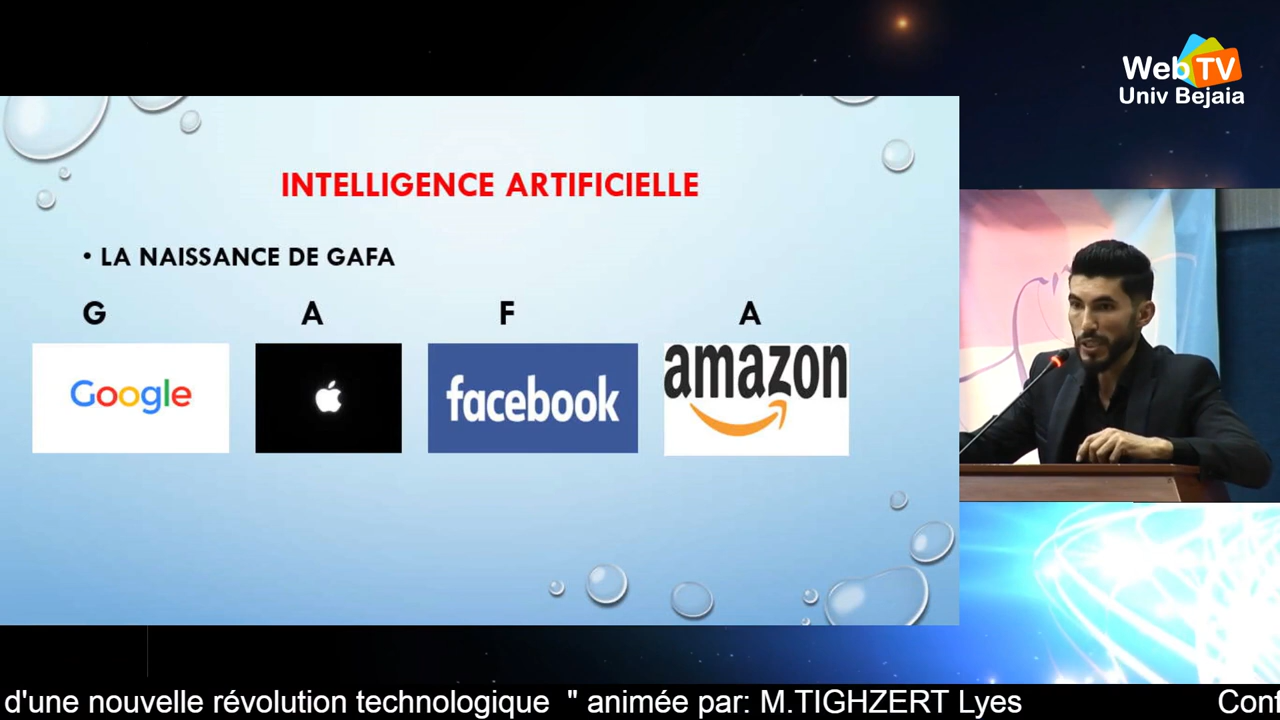 Web TV
Univ Bejaia
INTELLIGENCE ARTIFICIELLE
• LA NAISSANCE DE GAFA
G A F A
Google
facebook
amazon
d'une nouvelle révolution technologique " animée par: M.TIGHZERT Lyes